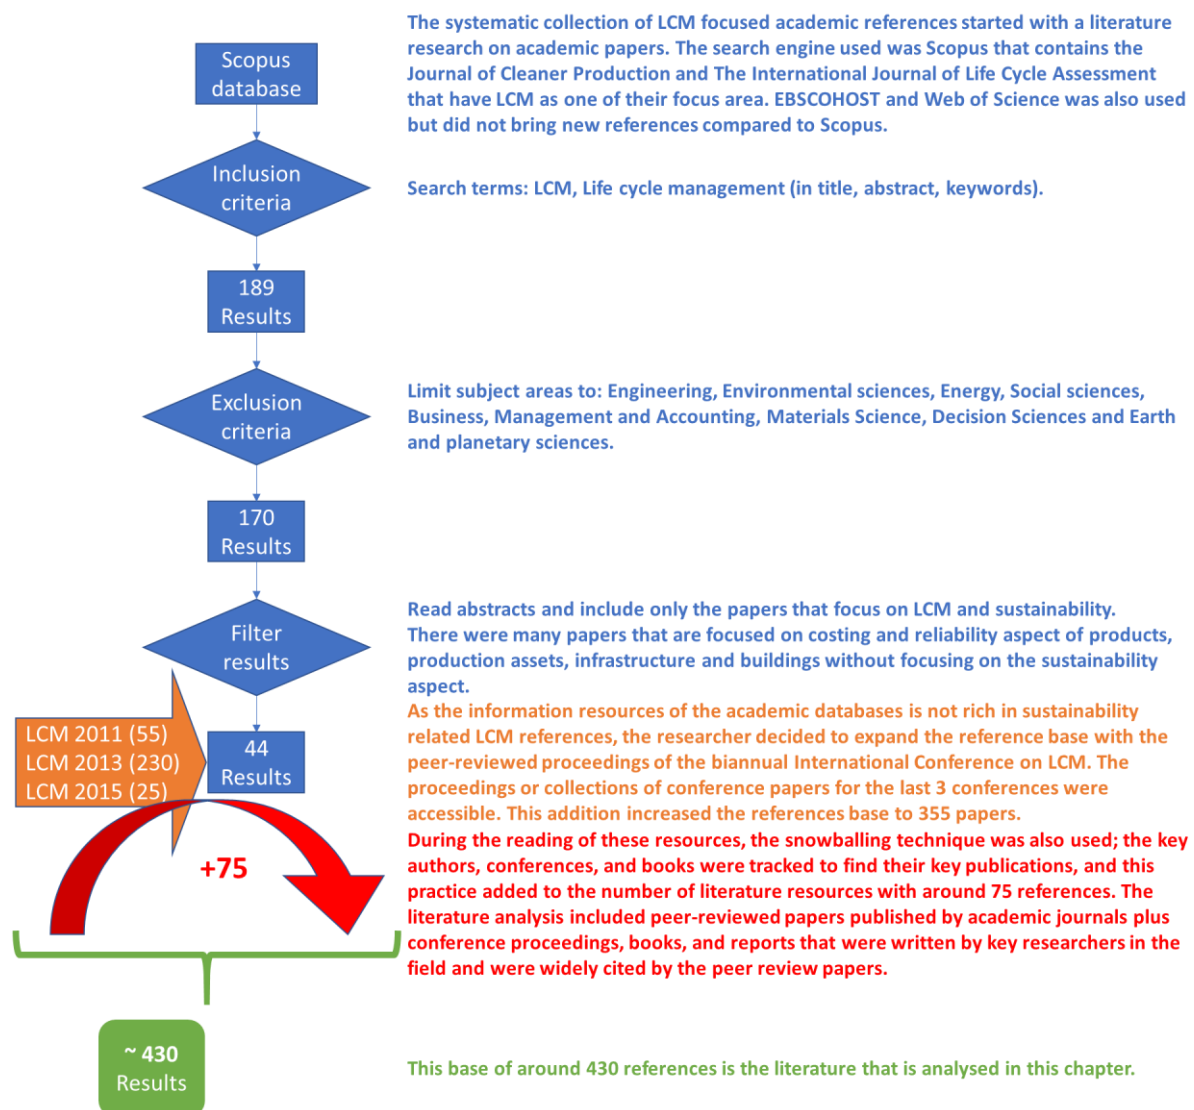 Scopus
database
The systematic collection of LCM focused academic references started with a literature
research on academic papers. The search engine used was Scopus that contains the
Journal of Cleaner Production and The International Journal of Life Cycle Assessment
that have LCM as one of their focus area. EBSCOHOST and Web of Science was also used
but did not bring new references compared to Scopus.
Inclusion
criteria
Search terms: LCM, Life cycle management (in title, abstract, keywords).
189
Results
Exclusion
criteria
Limit subject areas to: Engineering, Environmental sciences, Energy, Social sciences,
Business, Management and Accounting, Materials Science, Decision Sciences and Earth
and planetary sciences.
170
Results
Filter
results
Read abstracts and include only the papers that focus on LCM and sustainability.
There were many papers that are focused on costing and reliability aspect of products,
production assets, infrastructure and buildings without focusing on the sustainability
aspect.
LCM 2011 (55)
LCM 2013 (230)
LCM 2015 (25)
44
Results
As the information resources of the academic databases is not rich in sustainability
related LCM references, the researcher decided to expand the reference base with the
peer-reviewed proceedings of the biannual International Conference on LCM. The
proceedings or collections of conference papers for the last 3 conferences were
accessible. This addition increased the references base to 355 papers.
+75
During the reading of these resources, the snowballing technique was also used; the key
authors, conferences, and books were tracked to find their key publications, and this
practice added to the number of literature resources with around 75 references. The
literature analysis included peer-reviewed papers published by academic journals plus
conference proceedings, books, and reports that were written by key researchers in the
field and were widely cited by the peer review papers.
~ 430
Results
This base of around 430 references is the literature that is analysed in this chapter.